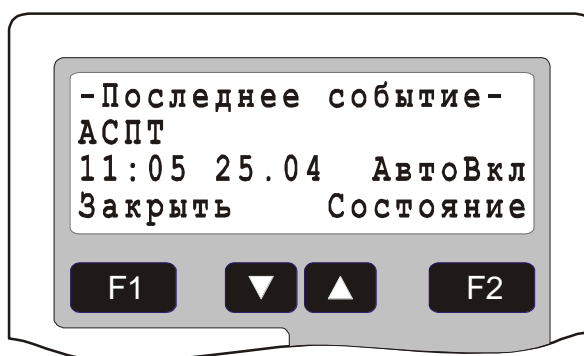 -Последнее событие-
АСПТ
11:05 25.04 АвтоВкл
Закрыть Состояние
F1 ▼ ▲ F2